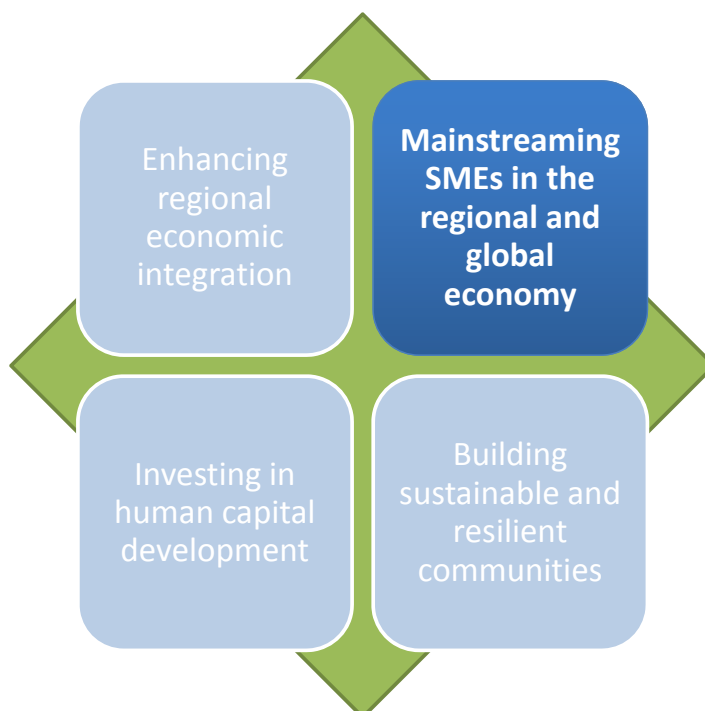 Enhancing
regional
economic
integration
Mainstreaming
SMEs in the
regional and
global
economy
Investing in
human capital
development
Building
sustainable and
resilient
communities